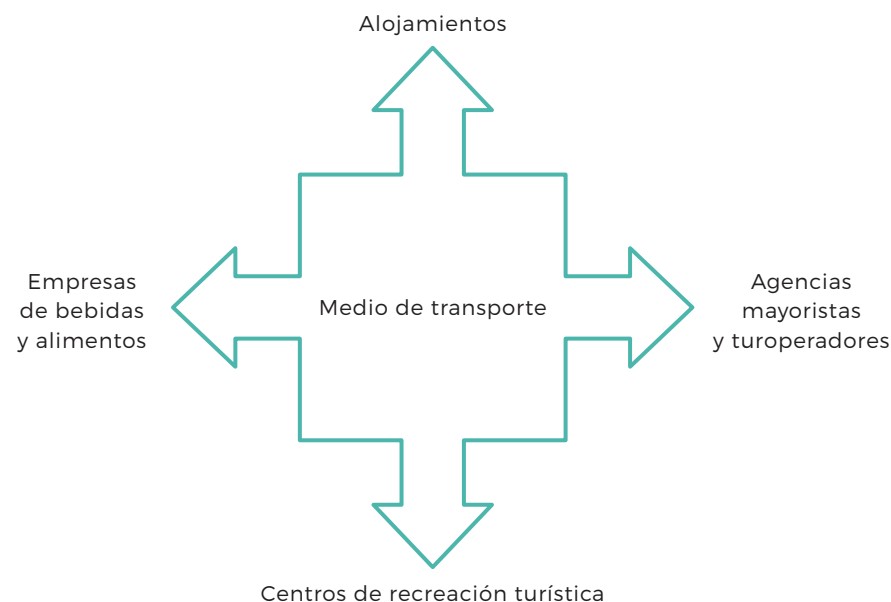 Alojamientos
Empresas
de bebidas
y alimentos
Medio de transporte
Agencias
mayoristas
y turoperadores
Centros de recreación turística